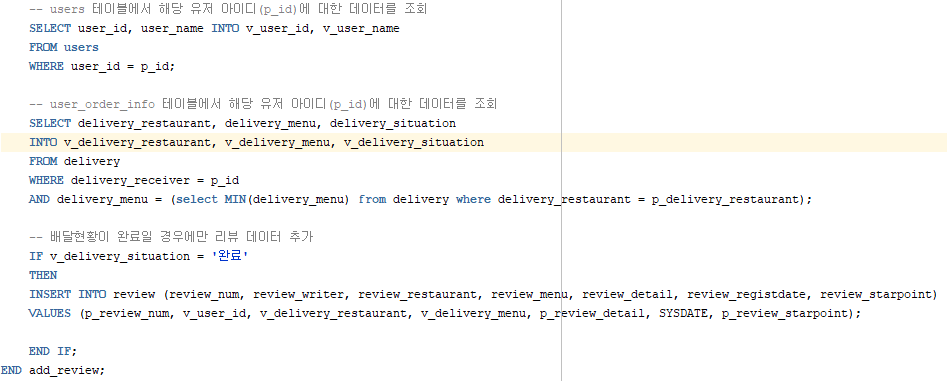 -- users 테이블에서 해당 유저 아이디(p_id)에 대한 데이터를 조회
SELECT user_id, user_name INTO v_user_id, v_user_name
FROM users
WHERE user_id = p_id;
-- user_order_info 테이블에서 해당 유저 아이디(p_id)에 대한 데이터를 조회
SELECT delivery_restaurant, delivery_menu, delivery_situation
INTO v_delivery_restaurant, v_delivery_menu, v_delivery_situation
FROM delivery
WHERE delivery_receiver = p_id
AND delivery_menu = (select MIN(delivery_menu) from delivery where delivery_restaurant = p_delivery_restaurant);
-- 배달현황이 완료일 경우에만 리뷰 데이터 추가
IF v_delivery_situation = '완료'
THEN
INSERT INTO review (review_num, review_writer, review_restaurant, review_menu, review_detail, review_registdate, review_starpoint)
VALUES (p_review_num, v_user_id, v_delivery_restaurant, v_delivery_menu, p_review_detail, SYSDATE, p_review_starpoint);
END IF;
END add_review;